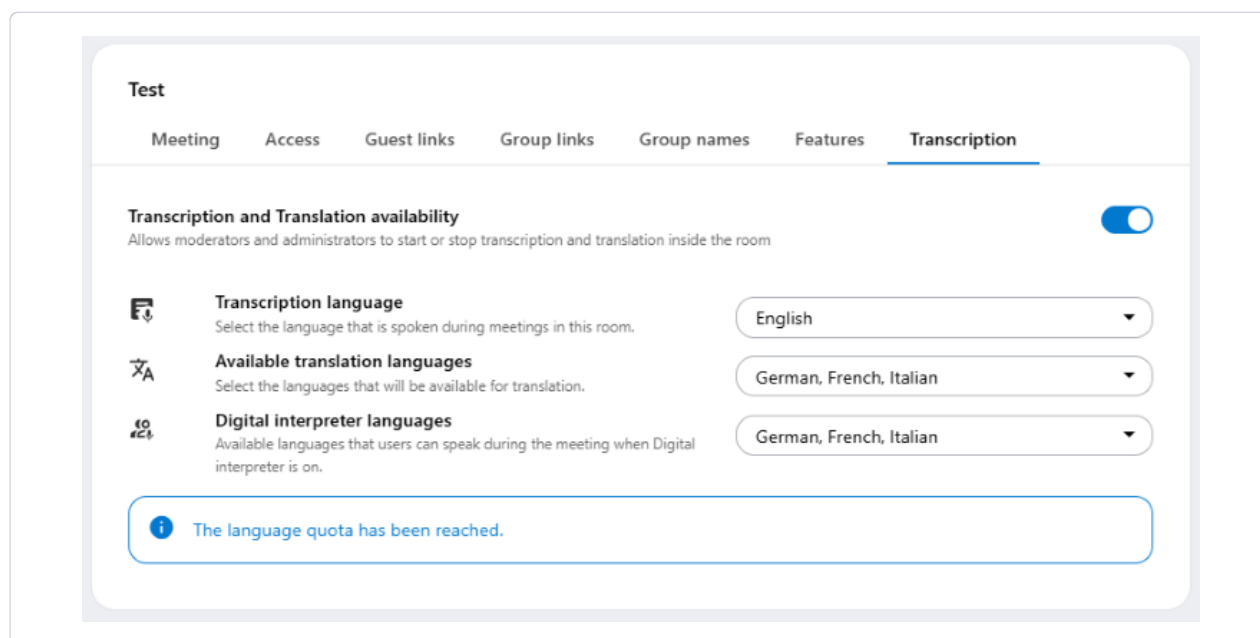 Test
Meeting Access Guest links Group links Group names Features Transcription
Transcription and Translation availability
Allows moderators and administrators to start or stop transcription and translation inside the room
Transcription language
Select the language that is spoken during meetings in this room.
English
Available translation languages
Select the languages that will be available for translation.
German, French, Italian
Digital interpreter languages
Available languages that users can speak during the meeting when Digital
interpreter is on.
German, French, Italian
The language quota has been reached.